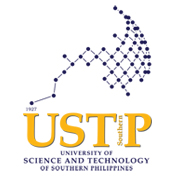 1927
USTP
Southern
UNIVERSITY OF
SCIENCE AND TECHNOLOGY
OF SOUTHERN PHILIPPINES